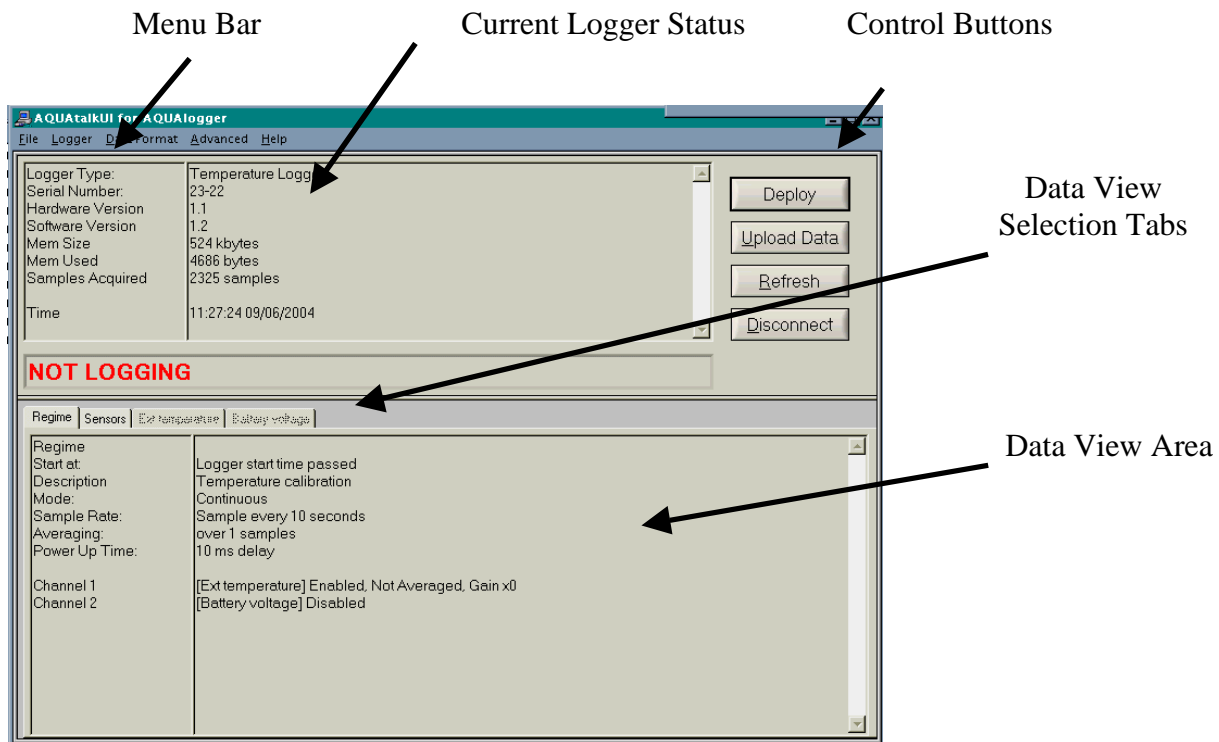 Menu Bar
Current Logger Status
Control Buttons
AQUAtalkUI for AQUAlogger
File Logger Data Format Advanced Help
Logger Type: Temperature Logger
Serial Number: 23-22
Hardware Version 1.1
Software Version 1.2
Mem Size 524 kbytes
Mem Used 4686 bytes
Samples Acquired 2325 samples
Time 11:27:24 09/06/2004
Deploy
Upload Data
Refresh
Disconnect
Data View
Selection Tabs
NOT LOGGING
Regime Sensors Ext temperature Battery voltage
Regime
Start at: Logger start time passed
Description Temperature calibration
Mode: Continuous
Sample Rate: Sample every 10 seconds
Averaging: over 1 samples
Power Up Time: 10 ms delay
Channel 1 [Ext temperature] Enabled, Not Averaged, Gain x0
Channel 2 [Battery voltage] Disabled
Data View Area